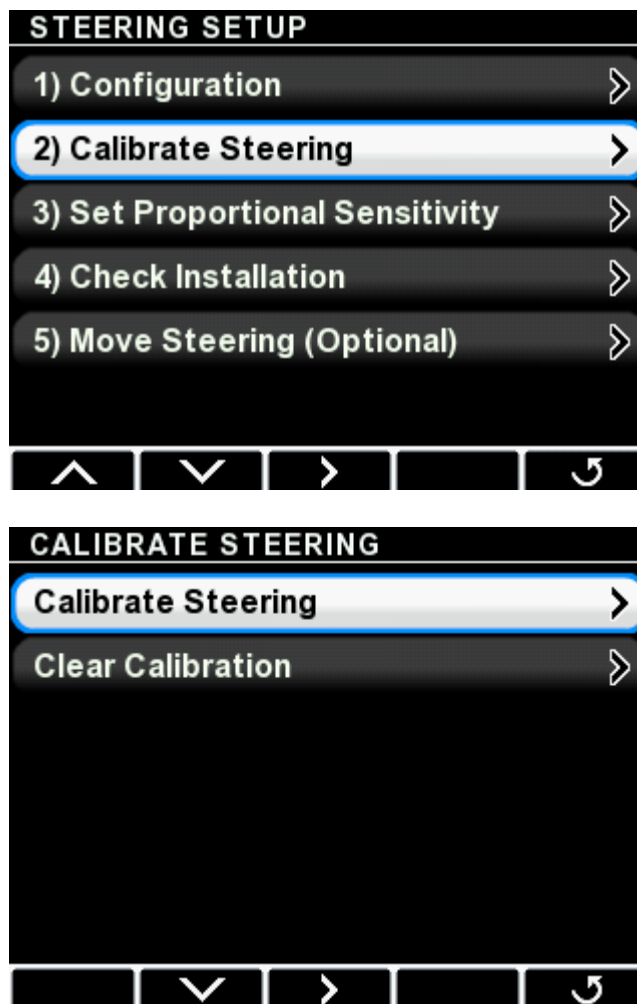 STEERING SETUP
1) Configuration
2) Calibrate Steering
3) Set Proportional Sensitivity
4) Check Installation
5) Move Steering (Optional)
CALIBRATE STEERING
Calibrate Steering
Clear Calibration